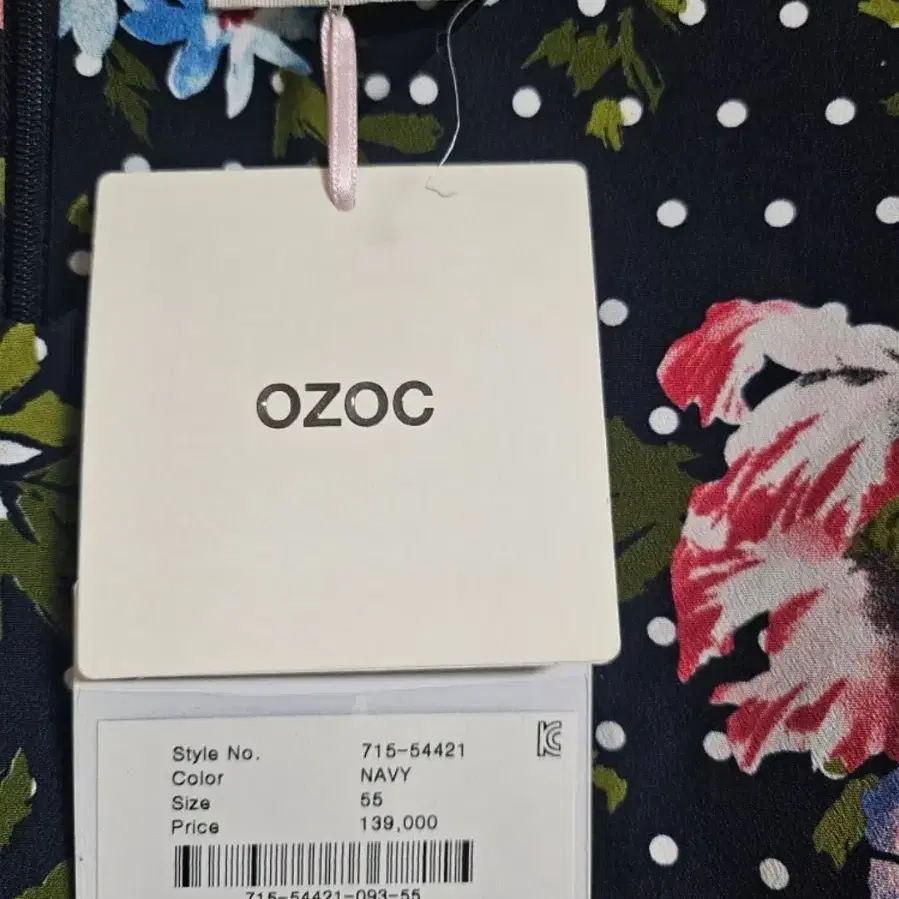 OZOC
Style No. 715-54421
Color NAVY
Size 55
Price 139,000
715-54421-093-55